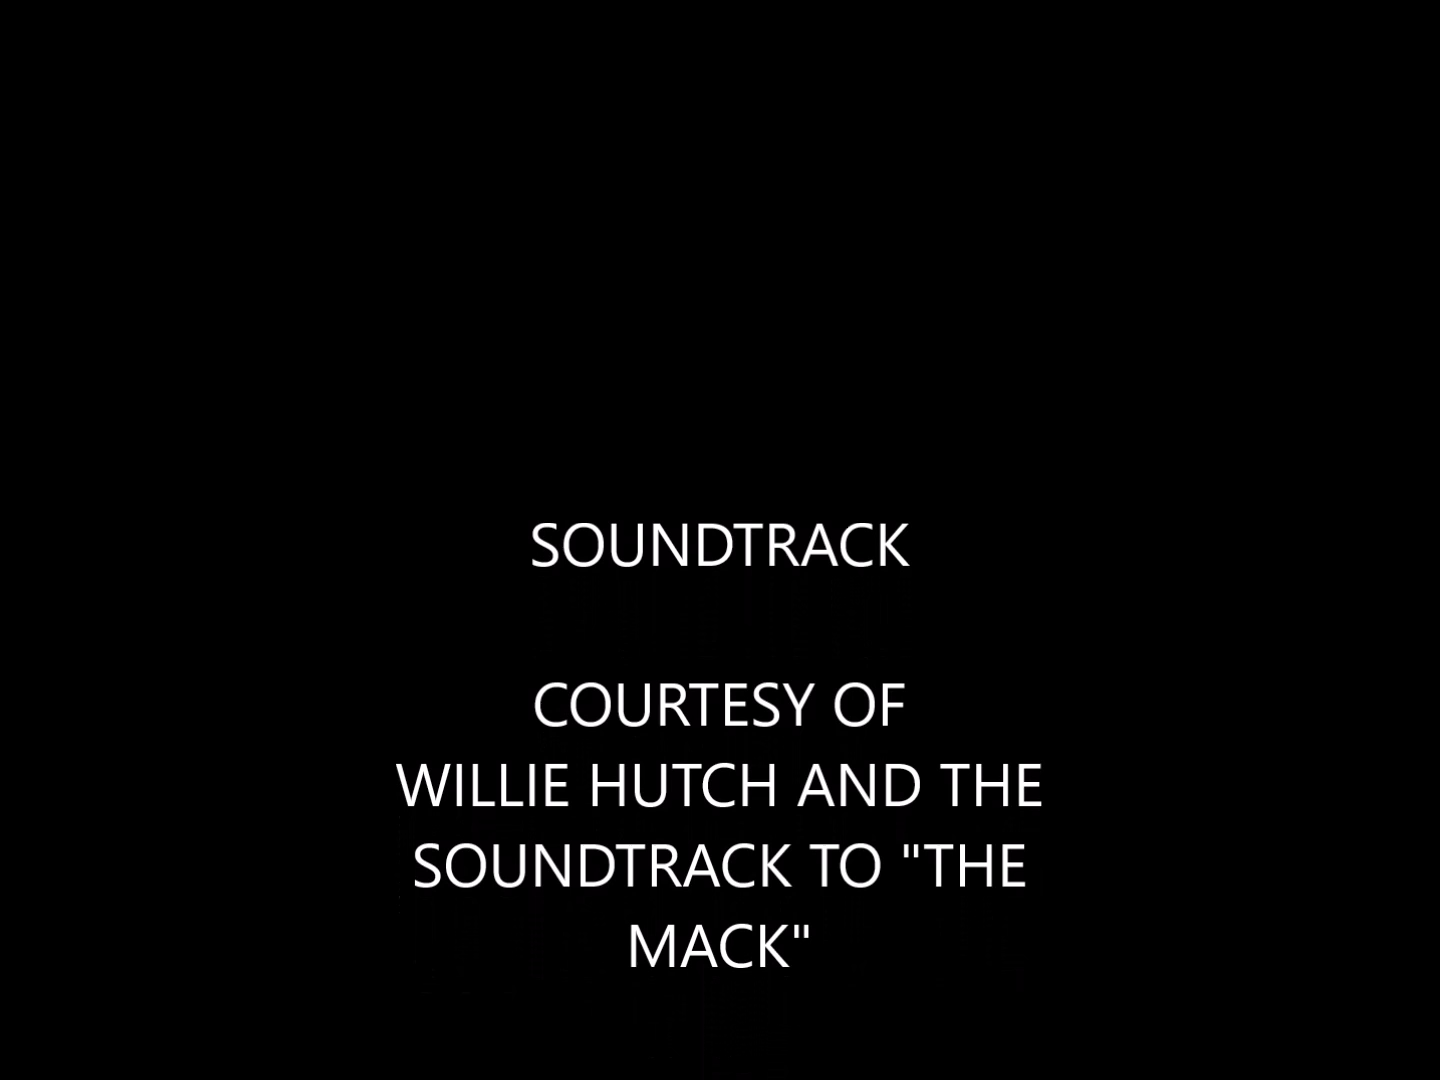 SOUNDTRACK
COURTESY OF
WILLIE HUTCH AND THE
SOUNDTRACK TO "THE
MACK"